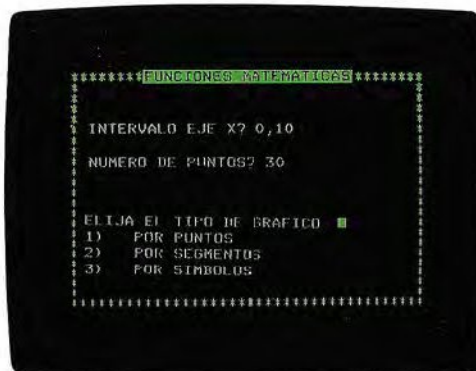 ******FUNCIONES MATEMATICAS******
INTERVALO EJE X? 0,10
NUMERO DE PUNTOS? 30
ELIJA EL TIPO DE GRAFICO
1) POR PUNTOS
2) POR SEGMENTOS
3) POR SIMBOLOS